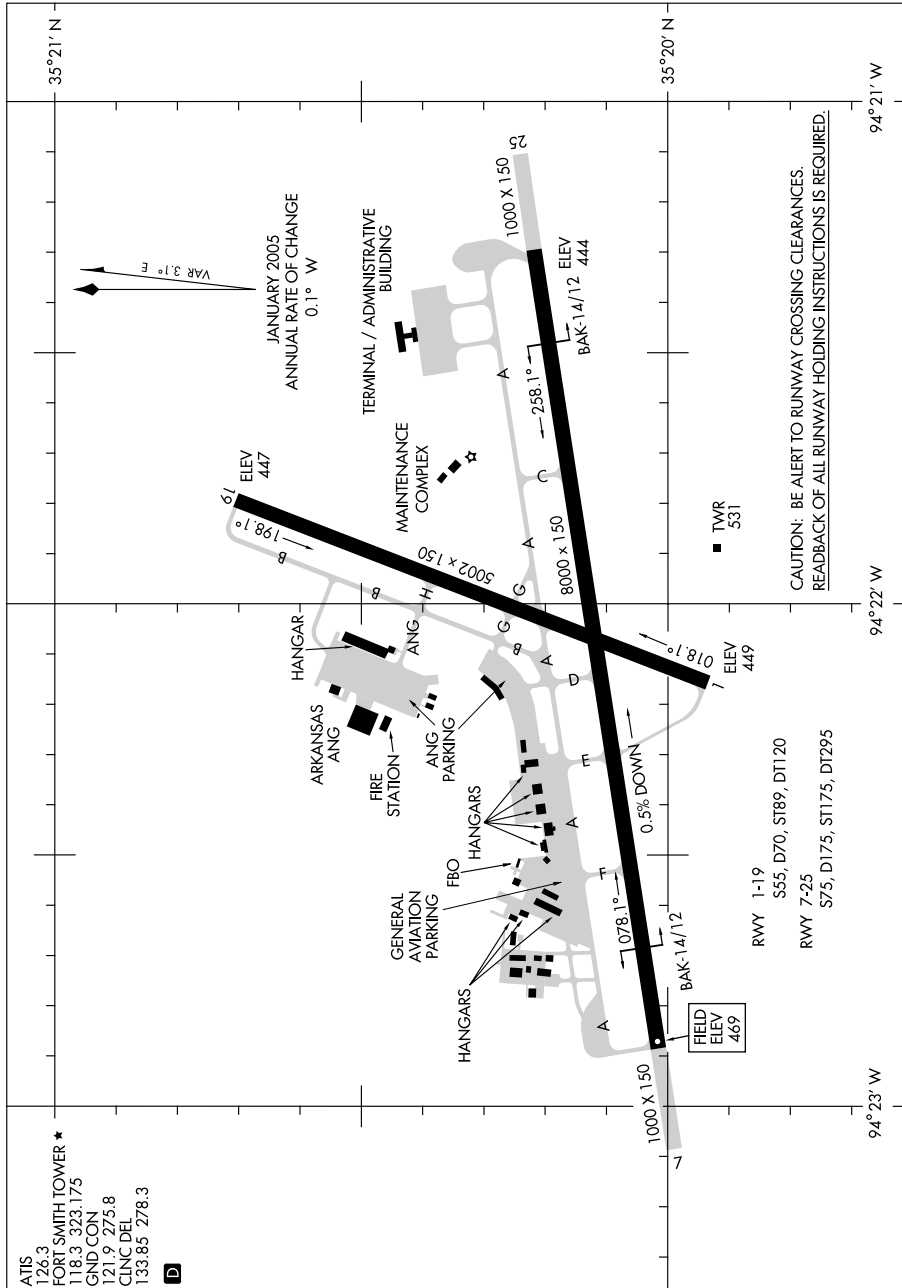 ATIS
126.3
FORT SMITH TOWER ★
118.3 323.175
GND CON
121.9 275.8
CLNC DEL
133.85 278.3
D
JANUARY 2005
ANNUAL RATE OF CHANGE
0.1° W
VAR 3.1° E
35°21' N
35°20' N
94°23' W
94°22' W
94°21' W
ARKANSAS
ANG
HANGAR
FIRE
STATION
ANG
PARKING
ANG
HANGARS
FBO
GENERAL
AVIATION
PARKING
HANGARS
MAINTENANCE
COMPLEX
TERMINAL / ADMINISTRATIVE
BUILDING
19
ELEV
447
198.1°
5002 x 150
B
B
B
H
G
G
A
A
A
A
A
C
D
E
F
1
ELEV
449
018.1°
7
1000 X 150
FIELD
ELEV
469
078.1°
BAK-14/12
0.5% DOWN
8000 x 150
258.1°
BAK-14/12
ELEV
444
1000 X 150
25
TWR
531
RWY 1-19
S55, D70, ST89, DT120
RWY 7-25
S75, D175, ST175, DT295
CAUTION: BE ALERT TO RUNWAY CROSSING CLEARANCES.
READBACK OF ALL RUNWAY HOLDING INSTRUCTIONS IS REQUIRED.